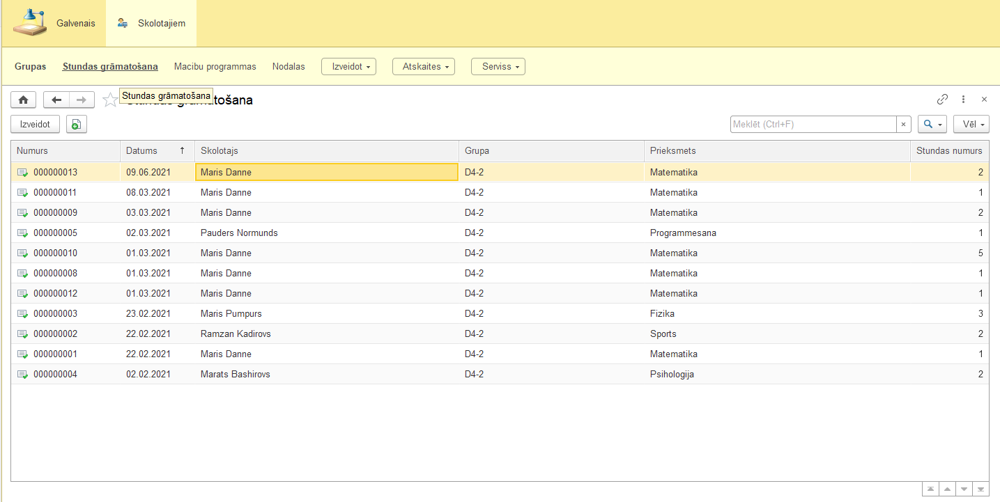 Galvenais Skolotajiem
Grupas Stundas grāmatošana Macibu programmas Nodalas Izveidot Atskaites Serviss
Stundas grāmatošana
Stundas grāmatošana
Izveidot Meklēt (Ctrl+F) × Vēl
Numurs Datums ↑ Skolotajs Grupa Prieksmets Stundas numurs
000000013 09.06.2021 Maris Danne D4-2 Matematika 2
000000011 08.03.2021 Maris Danne D4-2 Matematika 1
000000009 03.03.2021 Maris Danne D4-2 Matematika 2
000000005 02.03.2021 Pauders Normunds D4-2 Programmesana 1
000000010 01.03.2021 Maris Danne D4-2 Matematika 5
000000008 01.03.2021 Maris Danne D4-2 Matematika 1
000000012 01.03.2021 Maris Danne D4-2 Matematika 1
000000003 23.02.2021 Maris Pumpurs D4-2 Fizika 3
000000002 22.02.2021 Ramzan Kadirovs D4-2 Sports 2
000000001 22.02.2021 Maris Danne D4-2 Matematika 1
000000004 02.02.2021 Marats Bashirovs D4-2 Psihologija 2